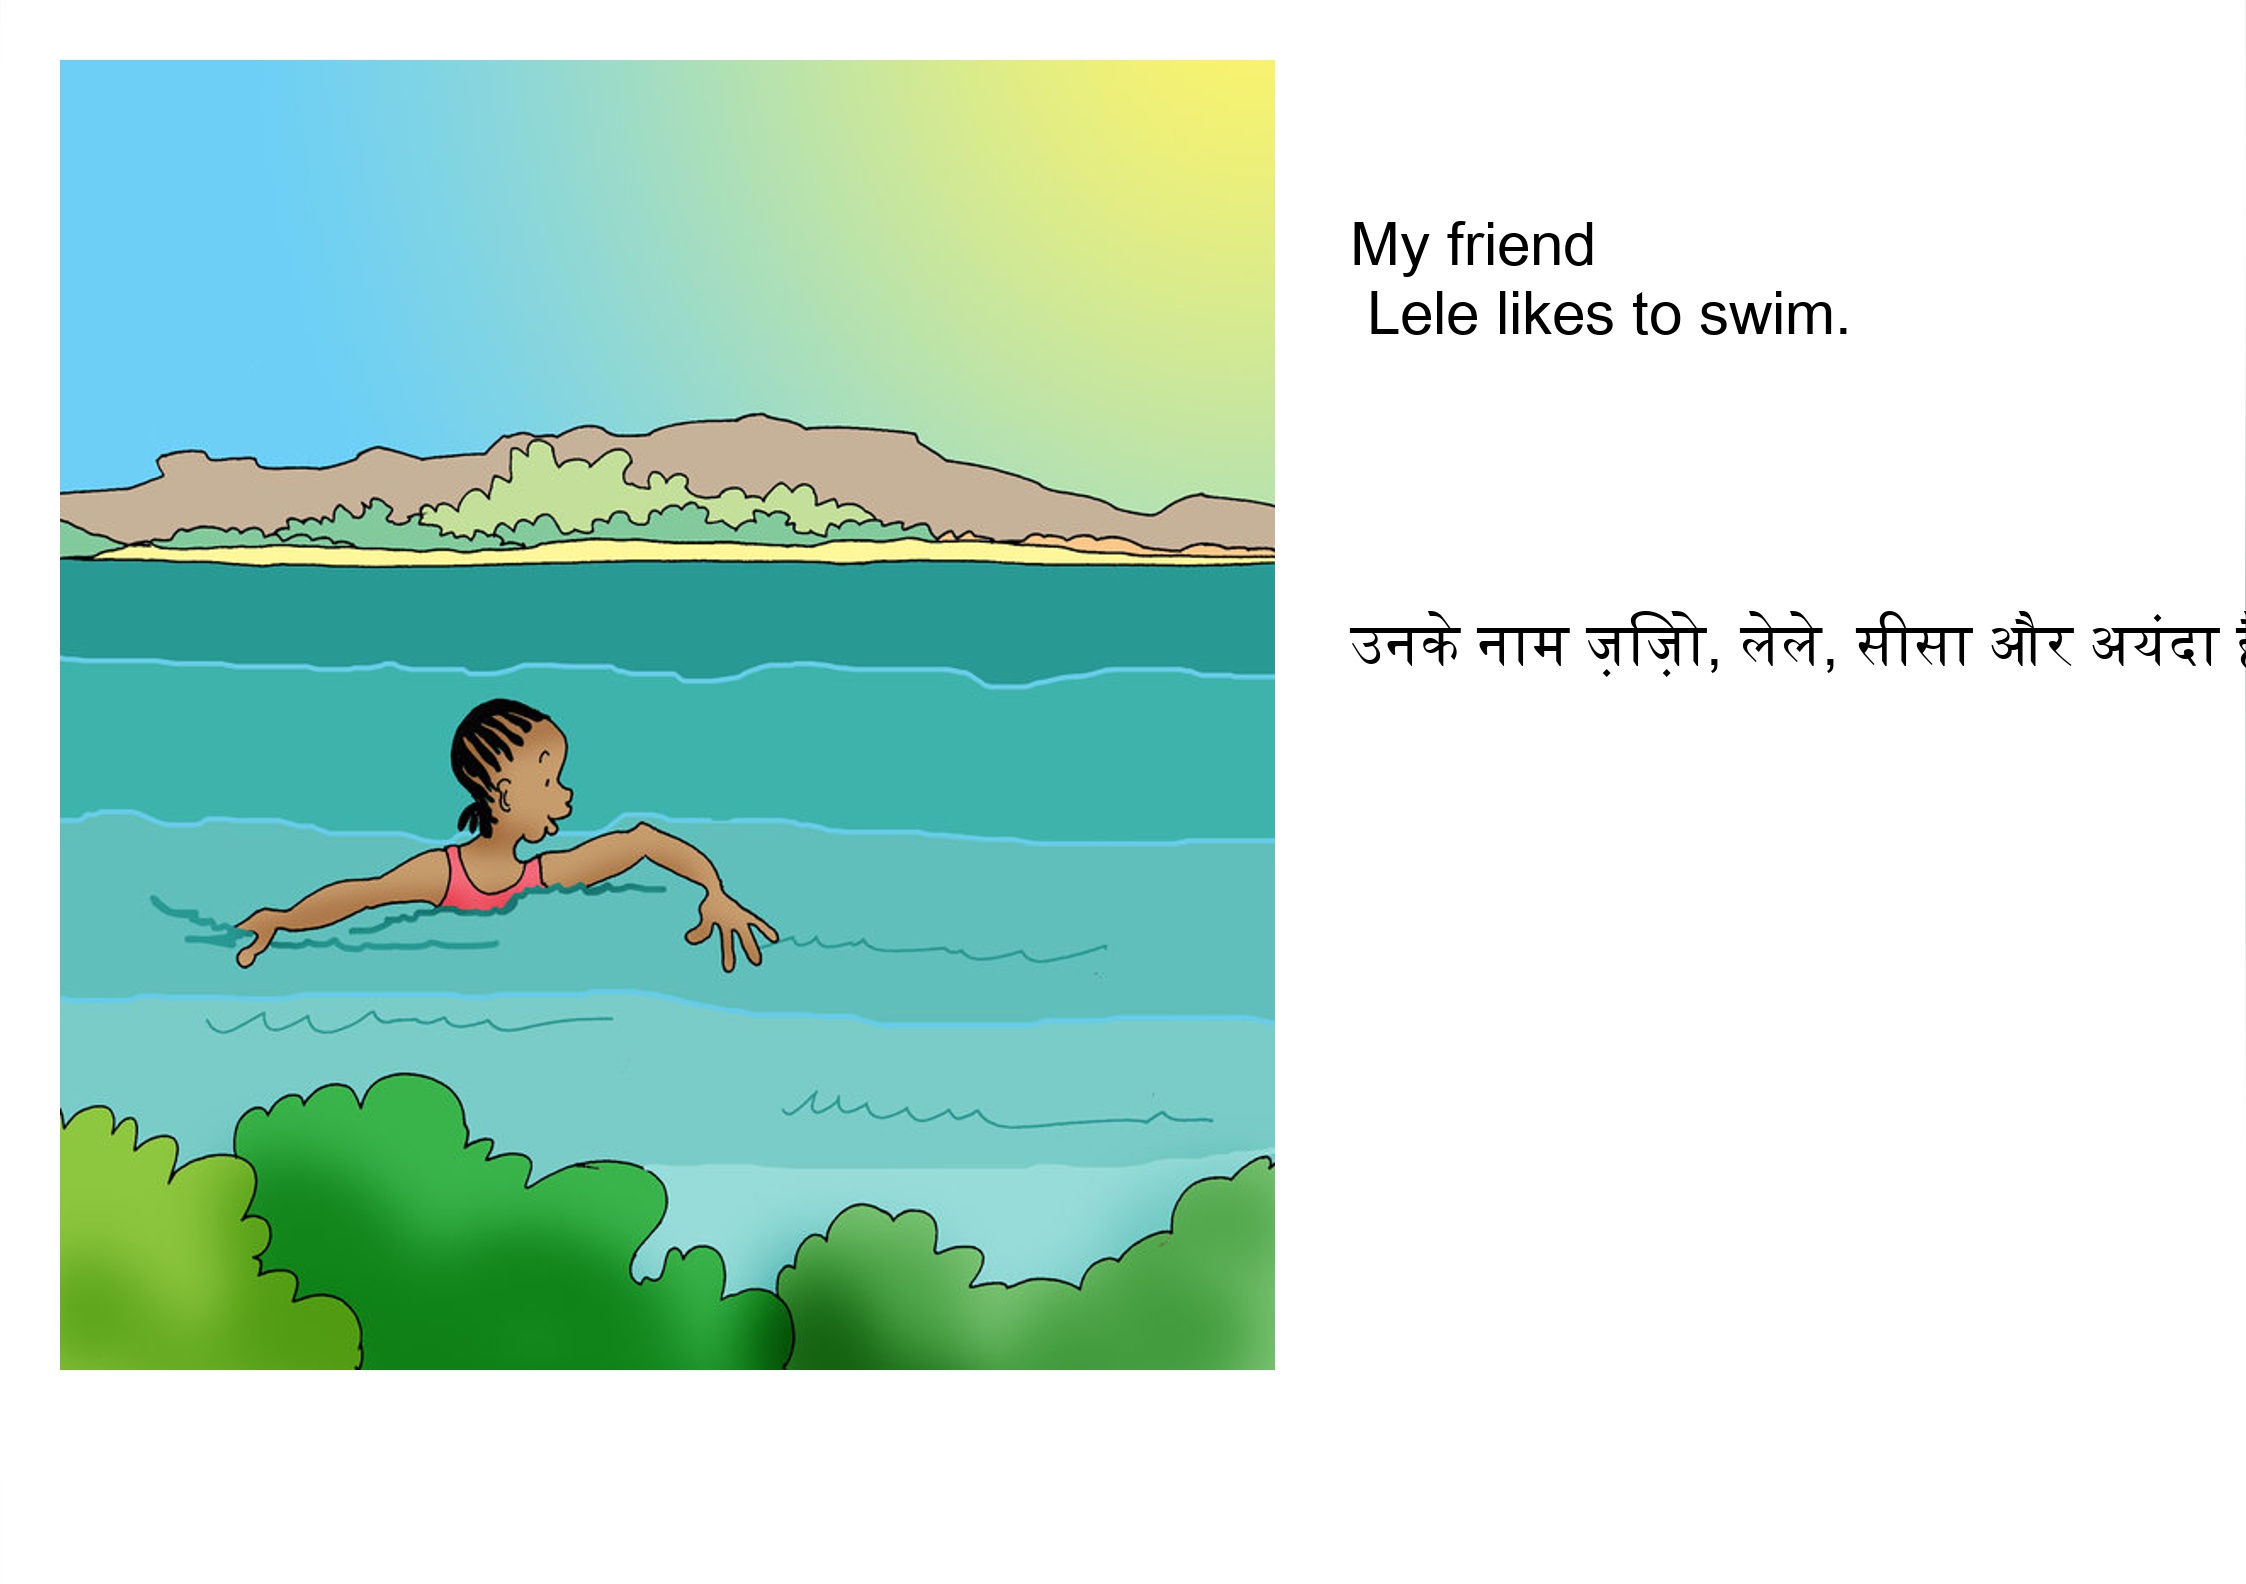 My friend
Lele likes to swim.
उनके नाम ज़िज़ो, लेले, सीसा और अयंदा